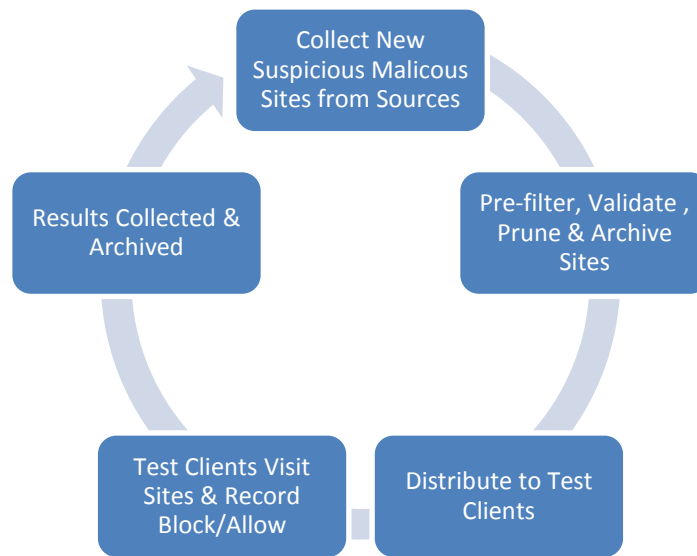 Collect New
Suspicious Malicous
Sites from Sources
Pre-filter, Validate ,
Prune & Archive
Sites
Distribute to Test
Clients
Test Clients Visit
Sites & Record
Block/Allow
Results Collected &
Archived